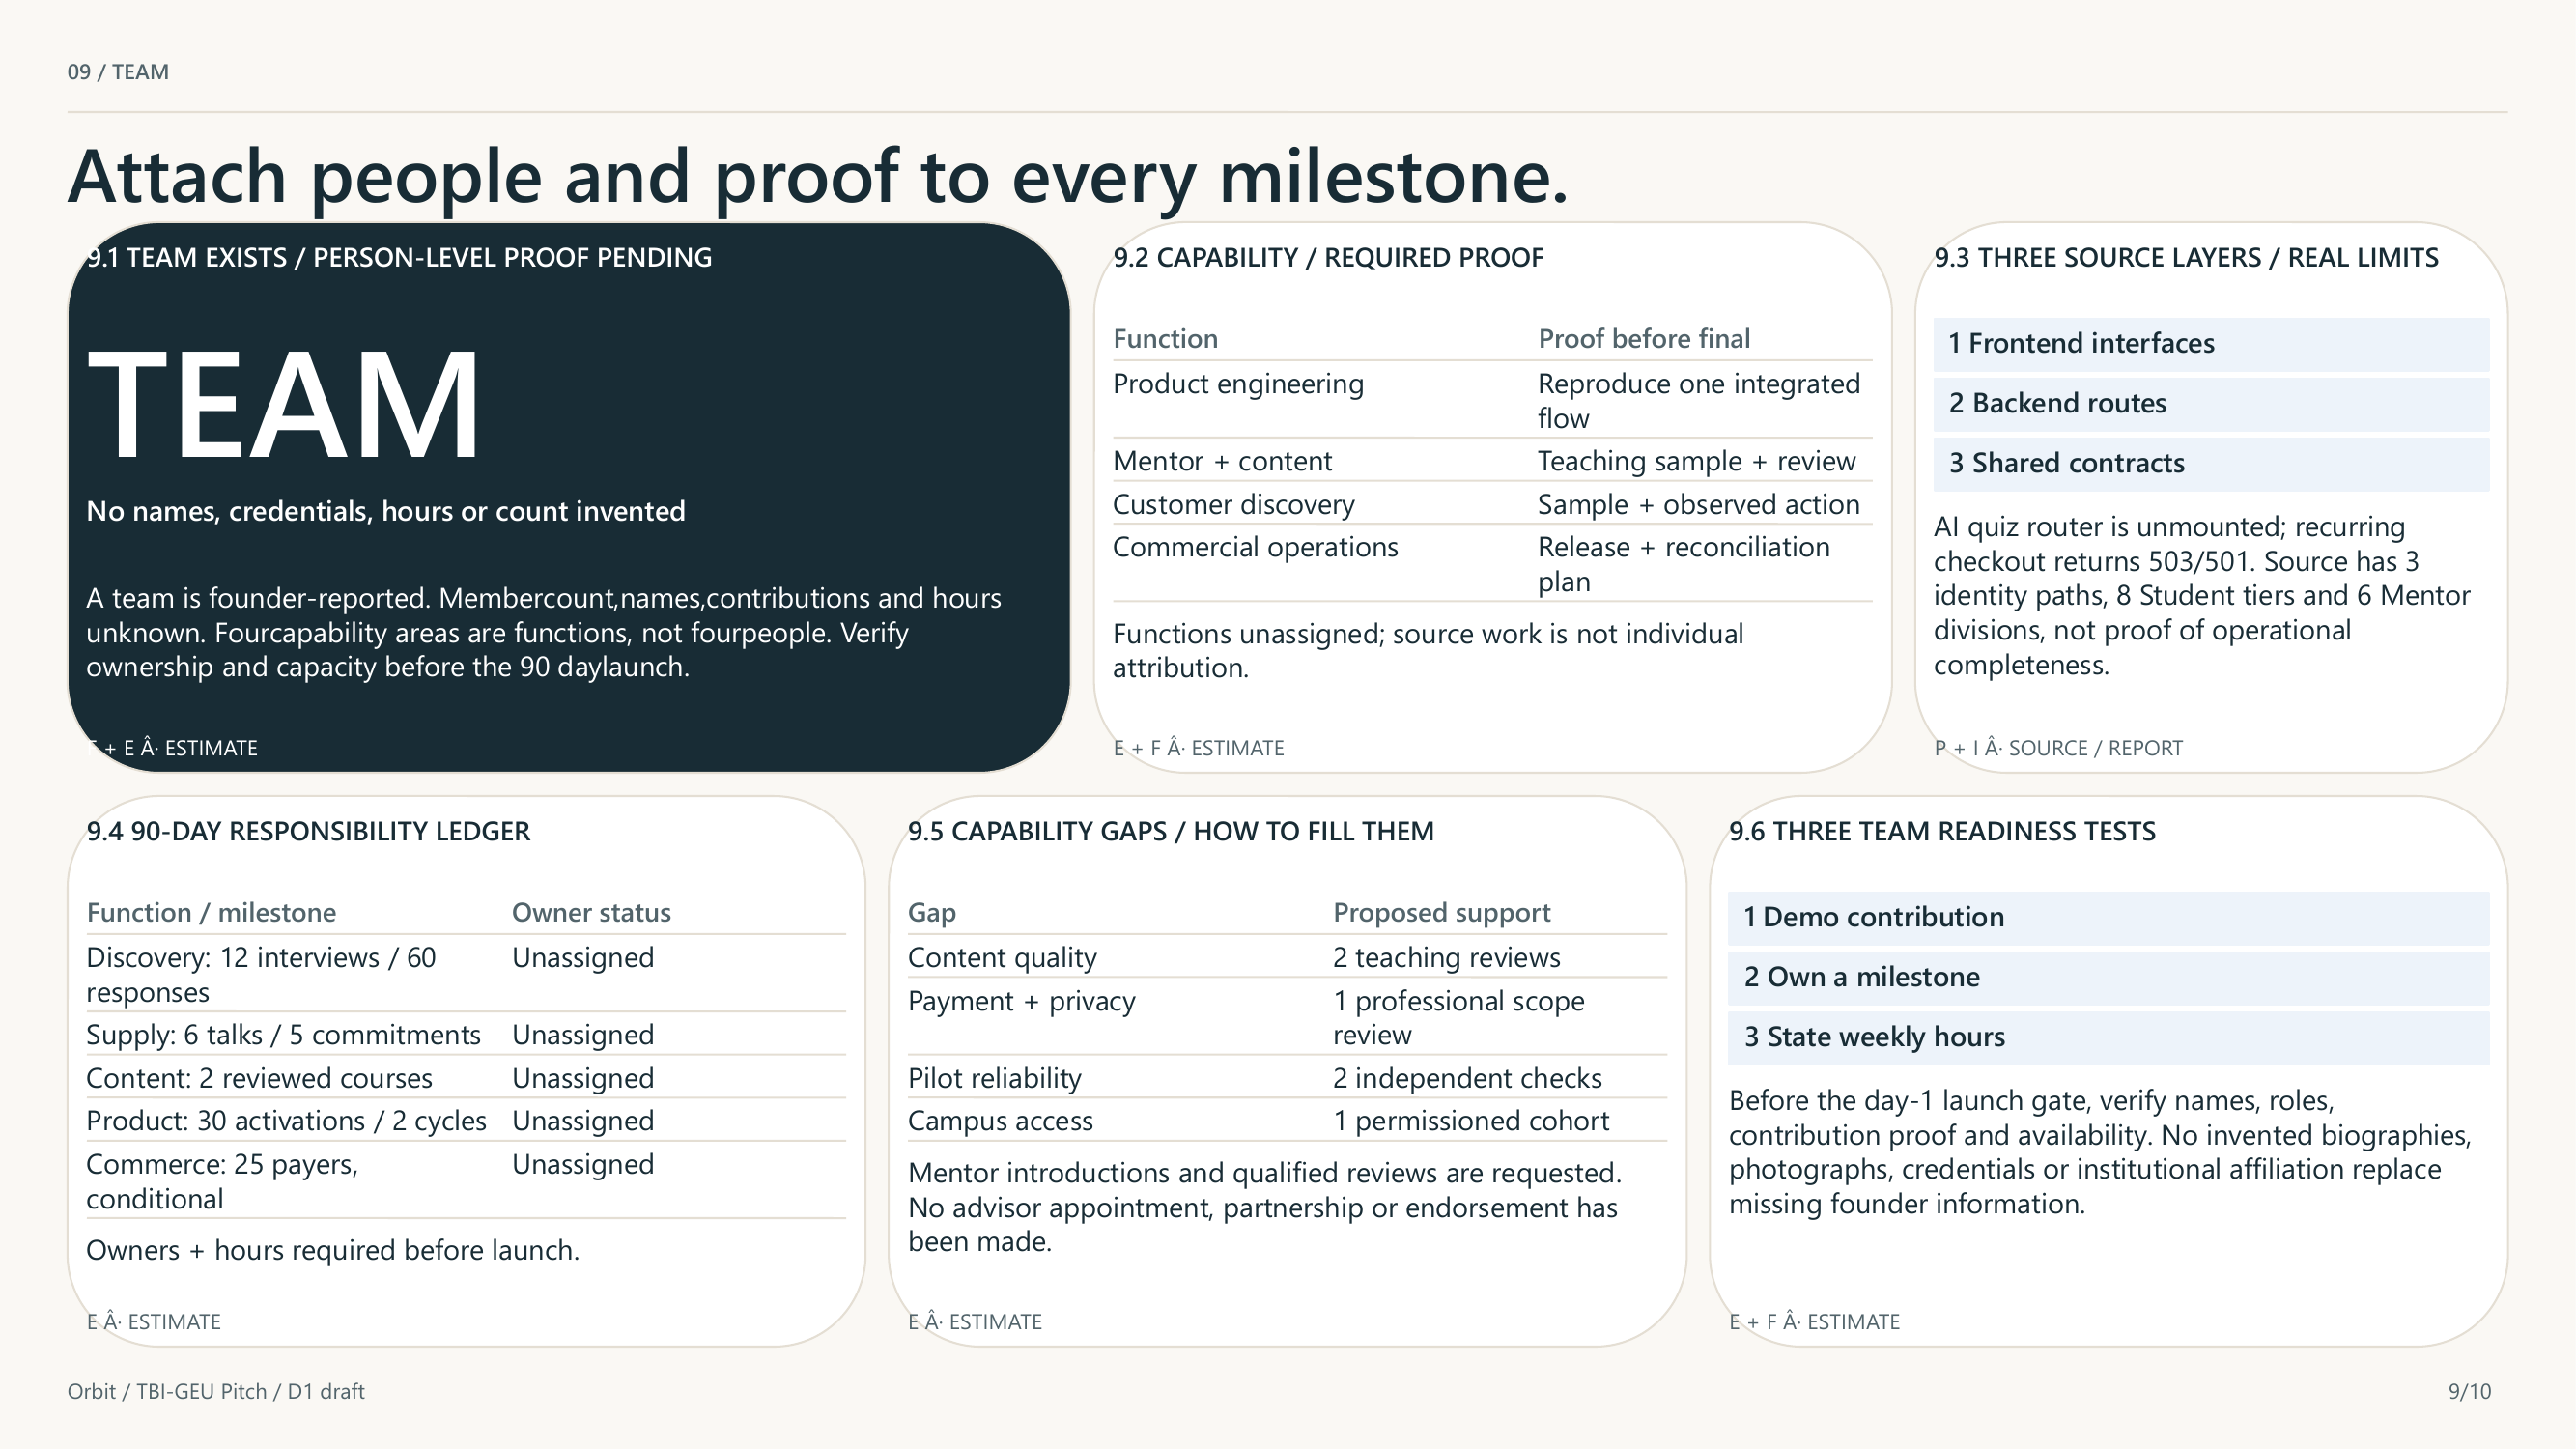 09 / TEAM
Attach people and proof to every milestone.
9.1 TEAM EXISTS / PERSON-LEVEL PROOF PENDING
TEAM
No names, credentials, hours or count invented
A team is founder-reported. Membercount,names,contributions and hours
unknown. Fourcapability areas are functions, not fourpeople. Verify
ownership and capacity before the 90 daylaunch.
+ E Â· ESTIMATE
9.2 CAPABILITY / REQUIRED PROOF
Function Proof before final
Product engineering Reproduce one integrated
flow
Mentor + content Teaching sample + review
Customer discovery Sample + observed action
Commercial operations Release + reconciliation
plan
Functions unassigned; source work is not individual
attribution.
E + F Â· ESTIMATE
9.3 THREE SOURCE LAYERS / REAL LIMITS
1 Frontend interfaces
2 Backend routes
3 Shared contracts
AI quiz router is unmounted; recurring
checkout returns 503/501. Source has 3
identity paths, 8 Student tiers and 6 Mentor
divisions, not proof of operational
completeness.
P + I Â· SOURCE / REPORT
9.4 90-DAY RESPONSIBILITY LEDGER
Function / milestone Owner status
Discovery: 12 interviews / 60 Unassigned
responses
Supply: 6 talks / 5 commitments Unassigned
Content: 2 reviewed courses Unassigned
Product: 30 activations / 2 cycles Unassigned
Commerce: 25 payers, Unassigned
conditional
Owners + hours required before launch.
E Â· ESTIMATE
9.5 CAPABILITY GAPS / HOW TO FILL THEM
Gap Proposed support
Content quality 2 teaching reviews
Payment + privacy 1 professional scope
review
Pilot reliability 2 independent checks
Campus access 1 permissioned cohort
Mentor introductions and qualified reviews are requested.
No advisor appointment, partnership or endorsement has
been made.
E Â· ESTIMATE
9.6 THREE TEAM READINESS TESTS
1 Demo contribution
2 Own a milestone
3 State weekly hours
Before the day-1 launch gate, verify names, roles,
contribution proof and availability. No invented biographies,
photographs, credentials or institutional affiliation replace
missing founder information.
E + F Â· ESTIMATE
Orbit / TBI-GEU Pitch / D1 draft
9/10